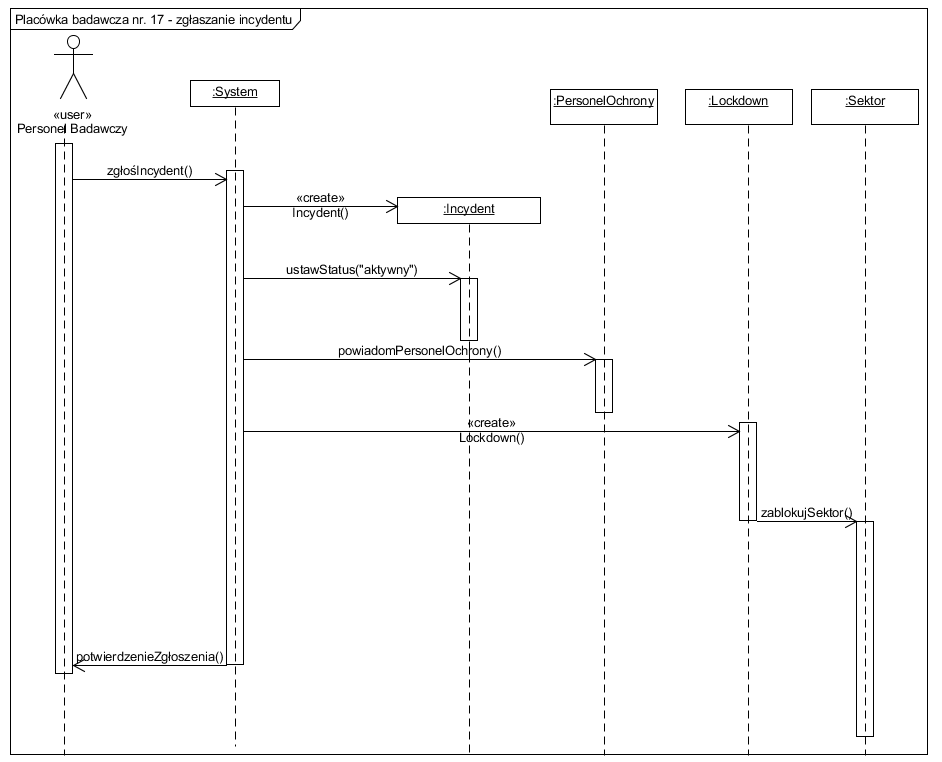 Placówka badawcza nr. 17 - zgłaszanie incydentu
«user»
Personel Badawczy
:System
:PersonelOchrony
:Lockdown
:Sektor
zgłośIncydent()
«create»
Incydent()
:Incydent
ustawStatus("aktywny")
powiadomPersonelOchrony()
«create»
Lockdown()
zablokujSektor()
potwierdzenieZgłoszenia()